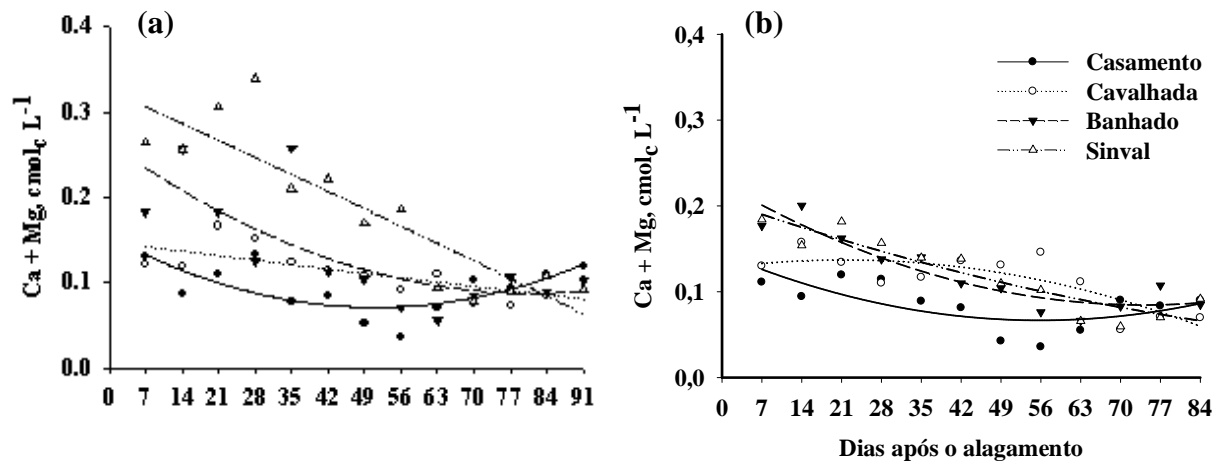 (a)
Ca + Mg, cmolc L-1
0.4
0.3
0.2
0.1
0.0
0 7 14 21 28 35 42 49 56 63 70 77 84 91
(b)
Ca + Mg, cmolc L-1
0,4
0,3
0,2
0,1
0,0
Casamento
Cavalhada
Banhado
Sinval
0 7 14 21 28 35 42 49 56 63 70 77 84
Dias após o alagamento